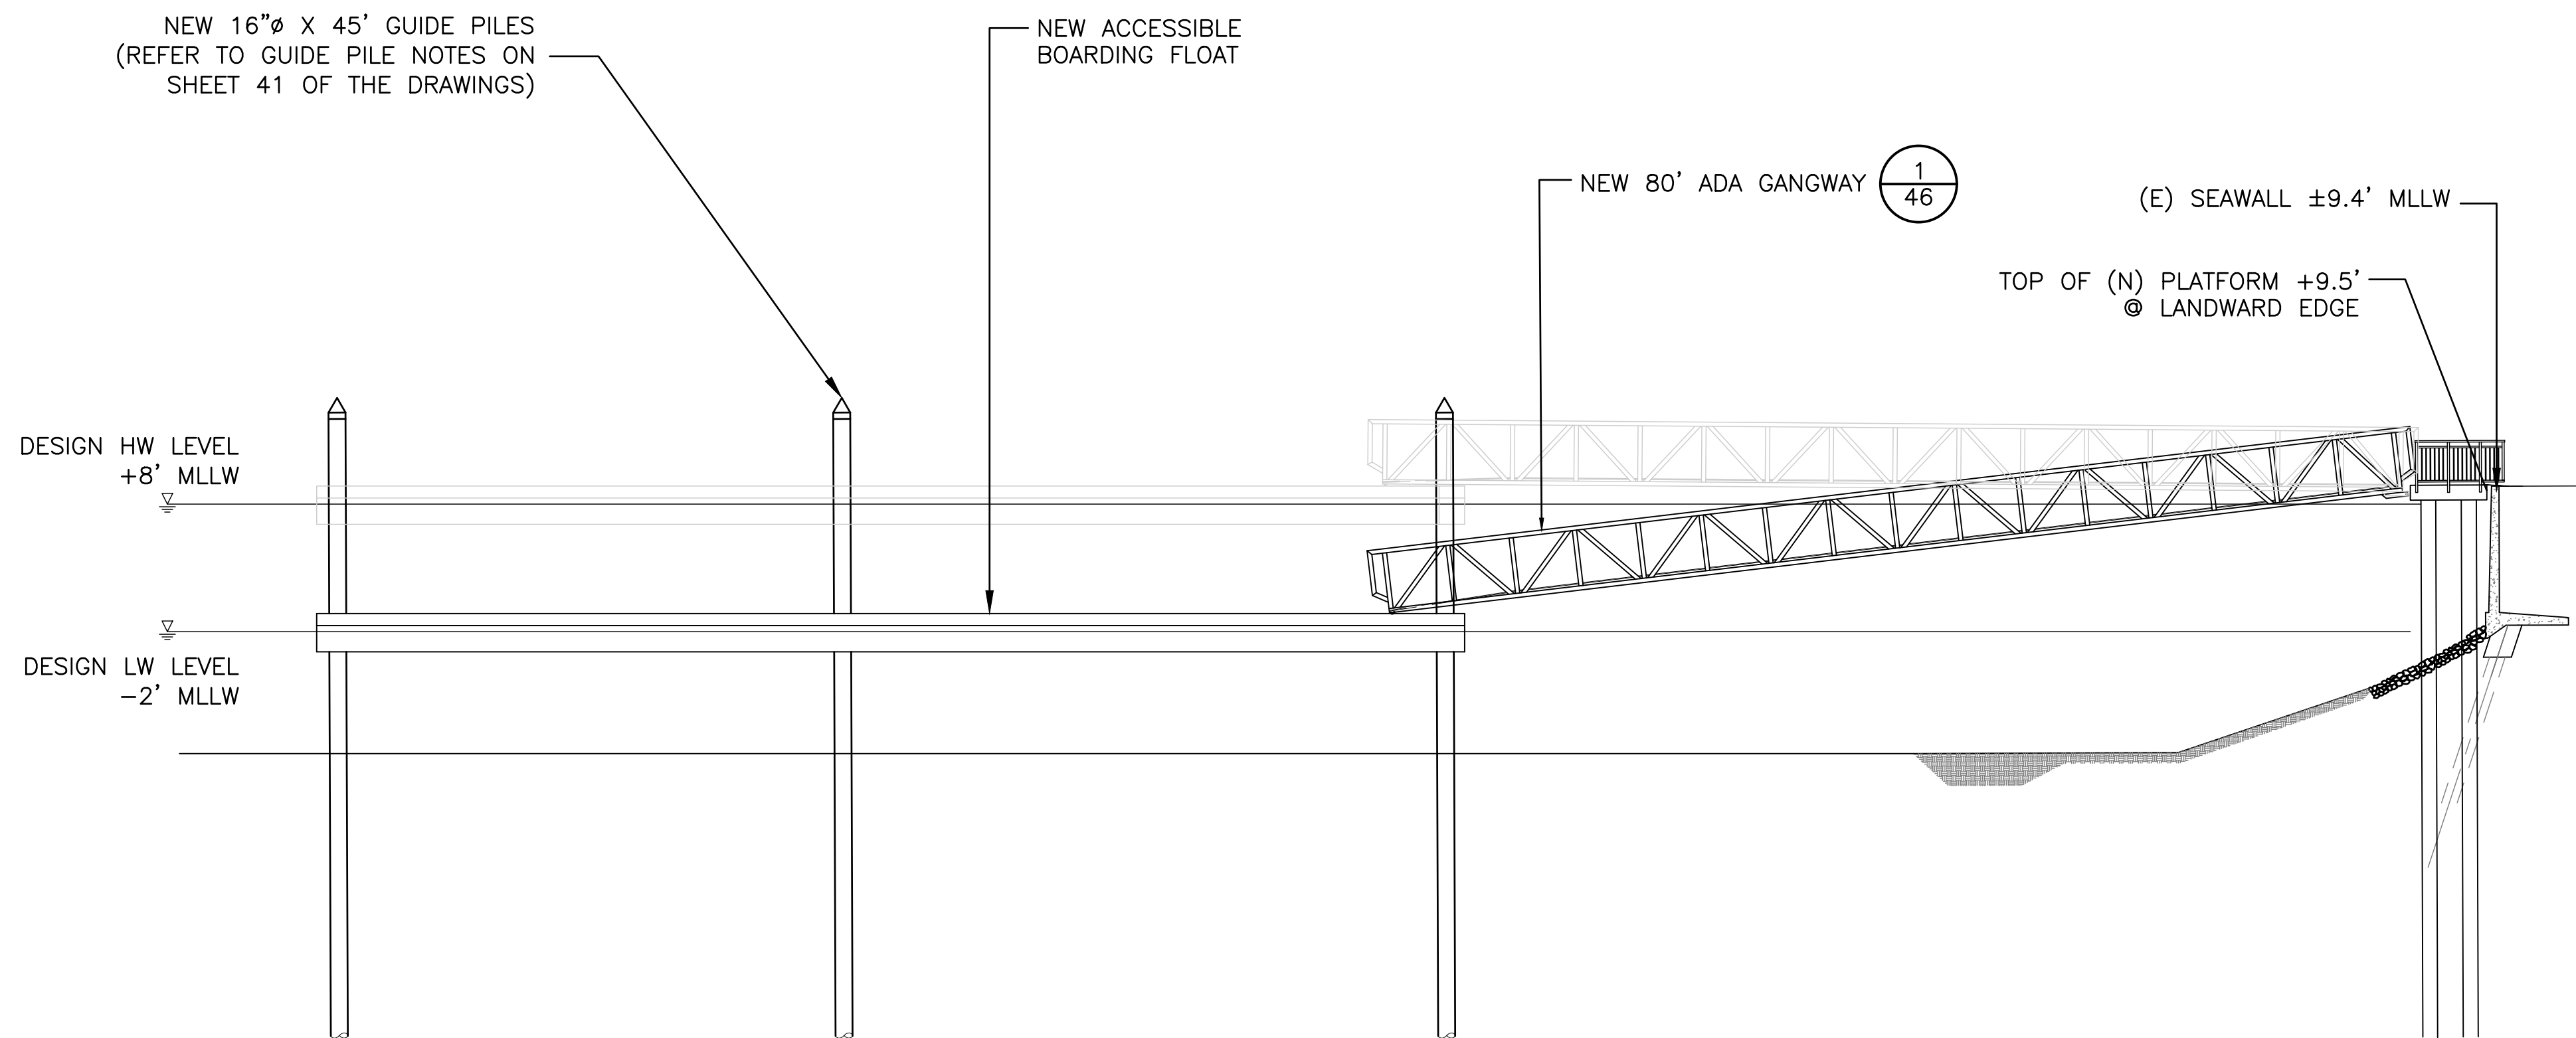 NEW 16"ø X 45' GUIDE PILES
(REFER TO GUIDE PILE NOTES ON
SHEET 41 OF THE DRAWINGS)
NEW ACCESSIBLE
BOARDING FLOAT
NEW 80' ADA GANGWAY
1
46
(E) SEAWALL ±9.4' MLLW
TOP OF (N) PLATFORM +9.5'
@ LANDWARD EDGE
DESIGN HW LEVEL
+8' MLLW
DESIGN LW LEVEL
−2' MLLW